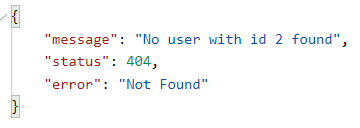 {
"message": "No user with id 2 found",
"status": 404,
"error": "Not Found"
}